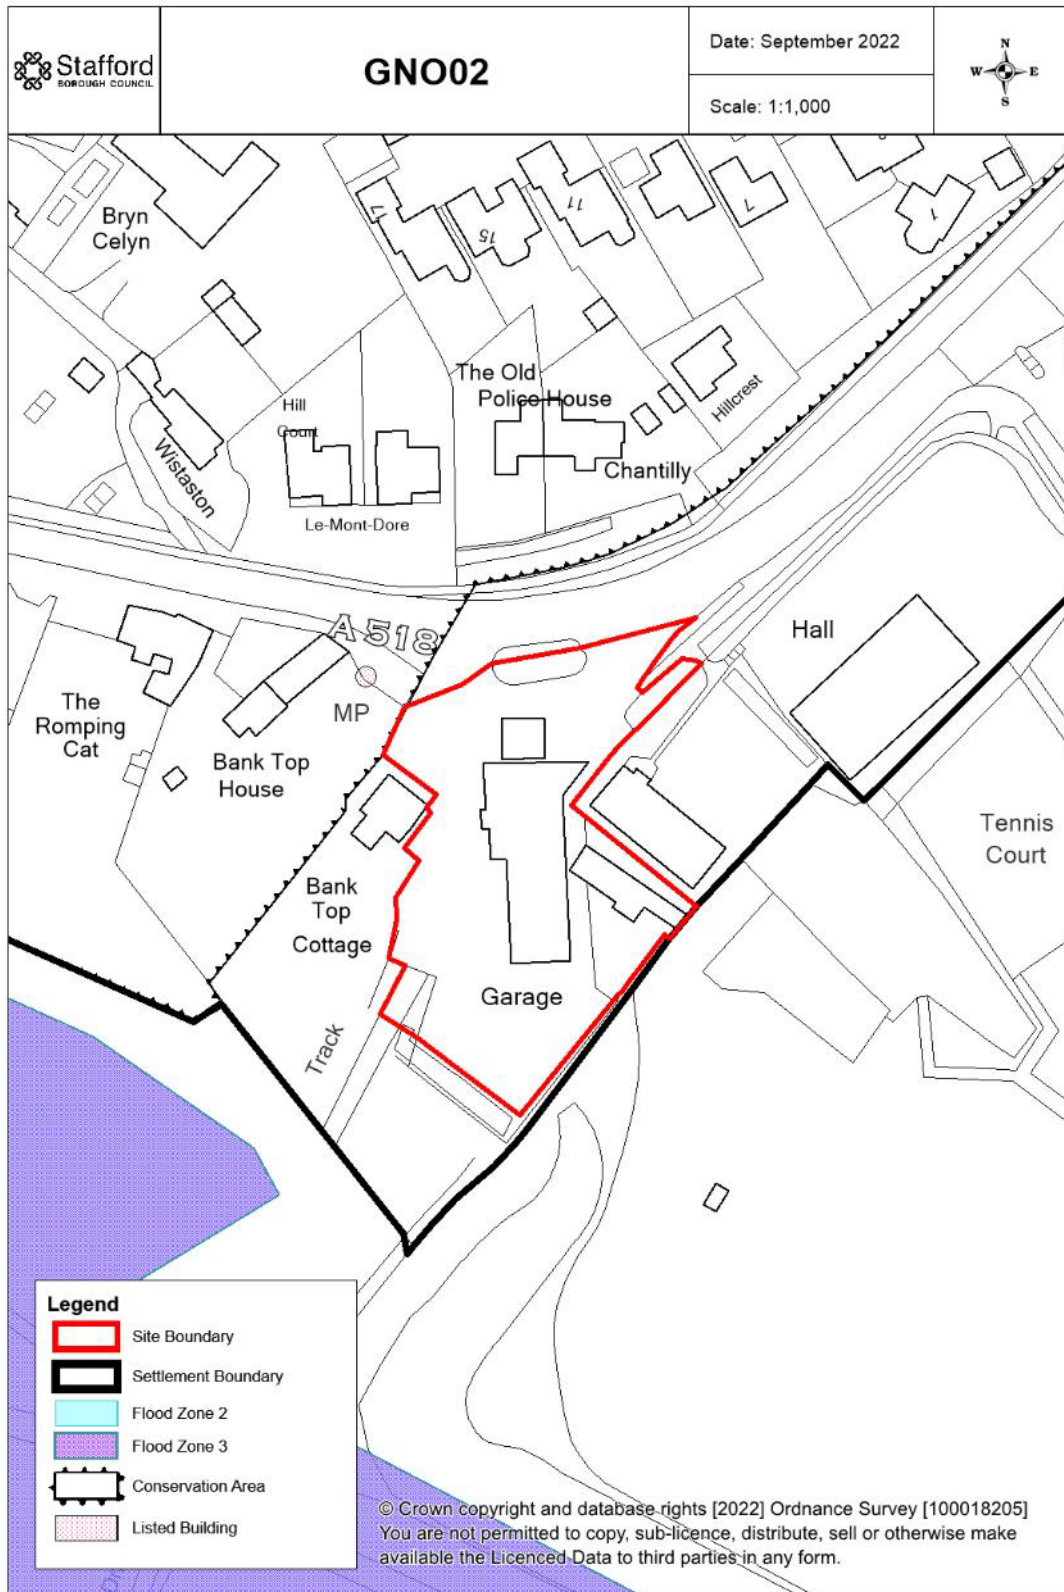 Stafford
BOROUGH COUNCIL
GNO02
Date: September 2022
Scale: 1:1,000
N
W E
S
Bryn
Celyn
17
15
11
7
1
The Old
Police House
Hill
Court
Hillcrest
Wistaston
Chantilly
Le-Mont-Dore
A 518
Hall
The
Romping
Cat
MP
Bank Top
House
Tennis
Court
Bank
Top
Cottage
Garage
Track
Legend
Site Boundary
Settlement Boundary
Flood Zone 2
Flood Zone 3
Conservation Area
Listed Building
© Crown copyright and database rights [2022] Ordnance Survey [100018205]
You are not permitted to copy, sub-licence, distribute, sell or otherwise make
available the Licenced Data to third parties in any form.